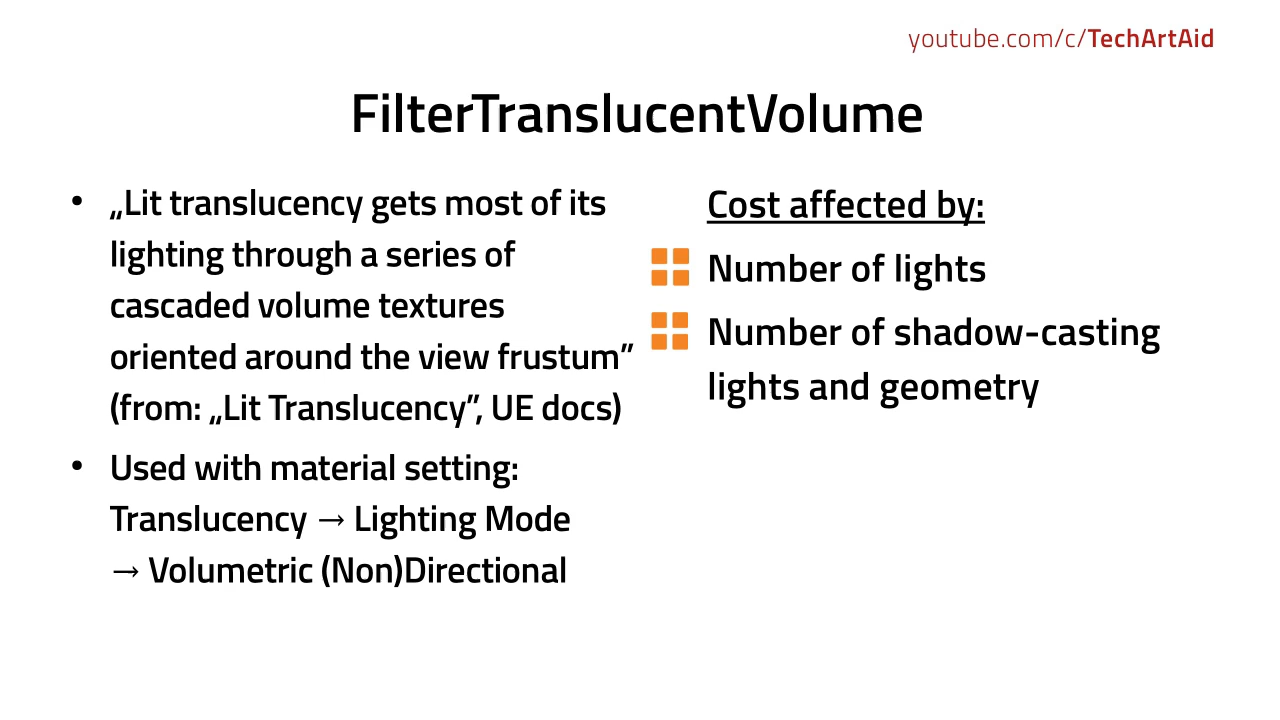 youtube.com/c/TechArtAid
FilterTranslucentVolume
• „Lit translucency gets most of its
lighting through a series of
cascaded volume textures
oriented around the view frustum”
(from: „Lit Translucency”, UE docs)
• Used with material setting:
Translucency → Lighting Mode
→ Volumetric (Non)Directional
Cost affected by:
Number of lights
Number of shadow-casting
lights and geometry